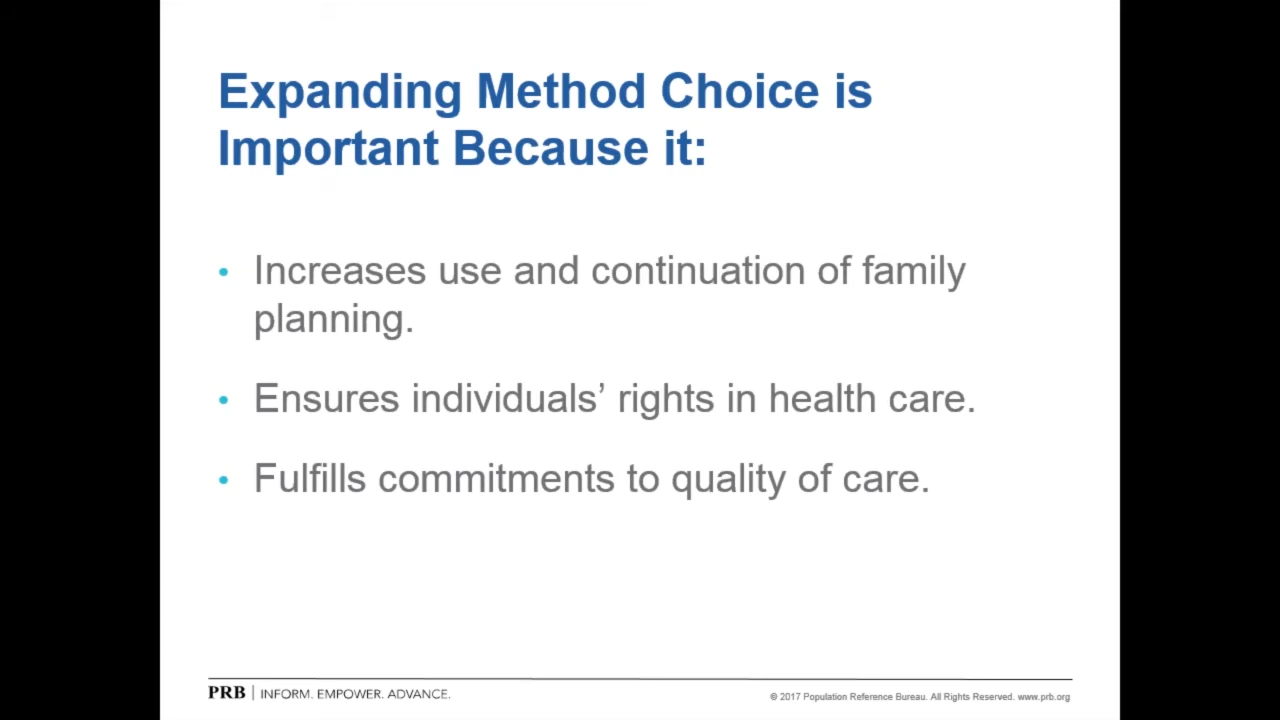 Expanding Method Choice is
Important Because it:
• Increases use and continuation of family
planning.
• Ensures individuals’ rights in health care.
• Fulfills commitments to quality of care.
PRB | INFORM. EMPOWER. ADVANCE.
© 2017 Population Reference Bureau. All Rights Reserved. www.prb.org